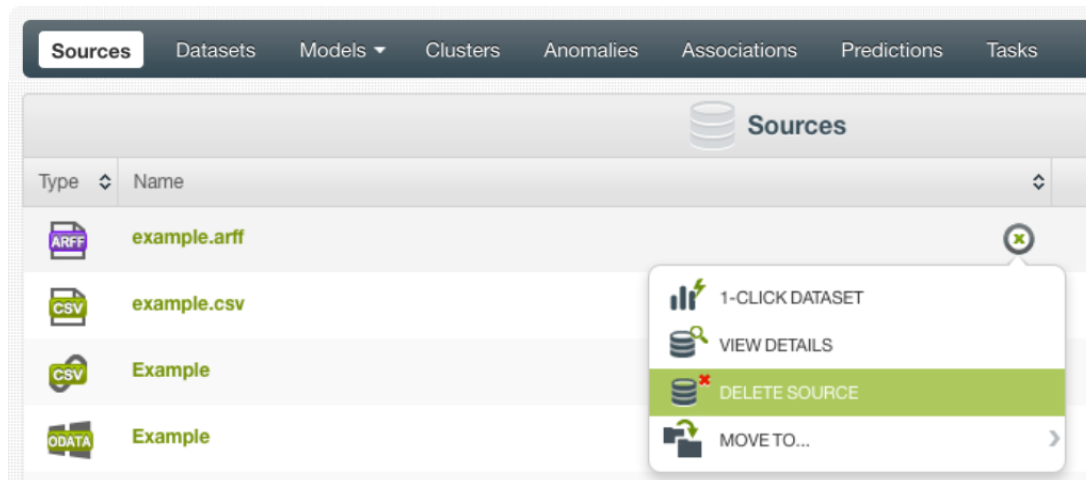 Sources Datasets Models Clusters Anomalies Associations Predictions Tasks
Sources
Type Name
ARFF example.arff
CSV example.csv
1-CLICK DATASET
VIEW DETAILS
CSV Example
DELETE SOURCE
ODATA Example
MOVE TO...